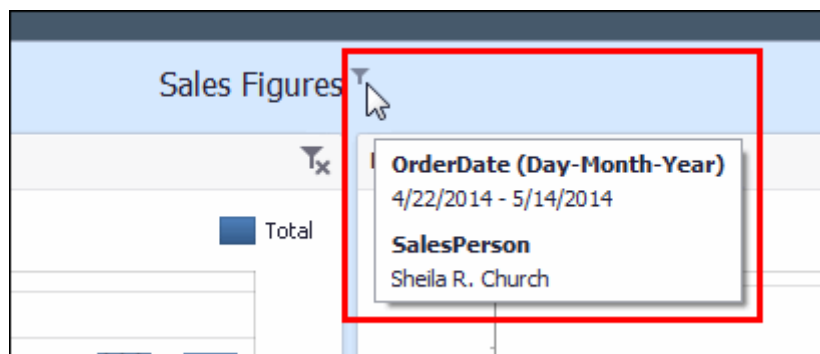 Sales Figures
OrderDate (Day-Month-Year)
4/22/2014 - 5/14/2014
Total
SalesPerson
Sheila R. Church